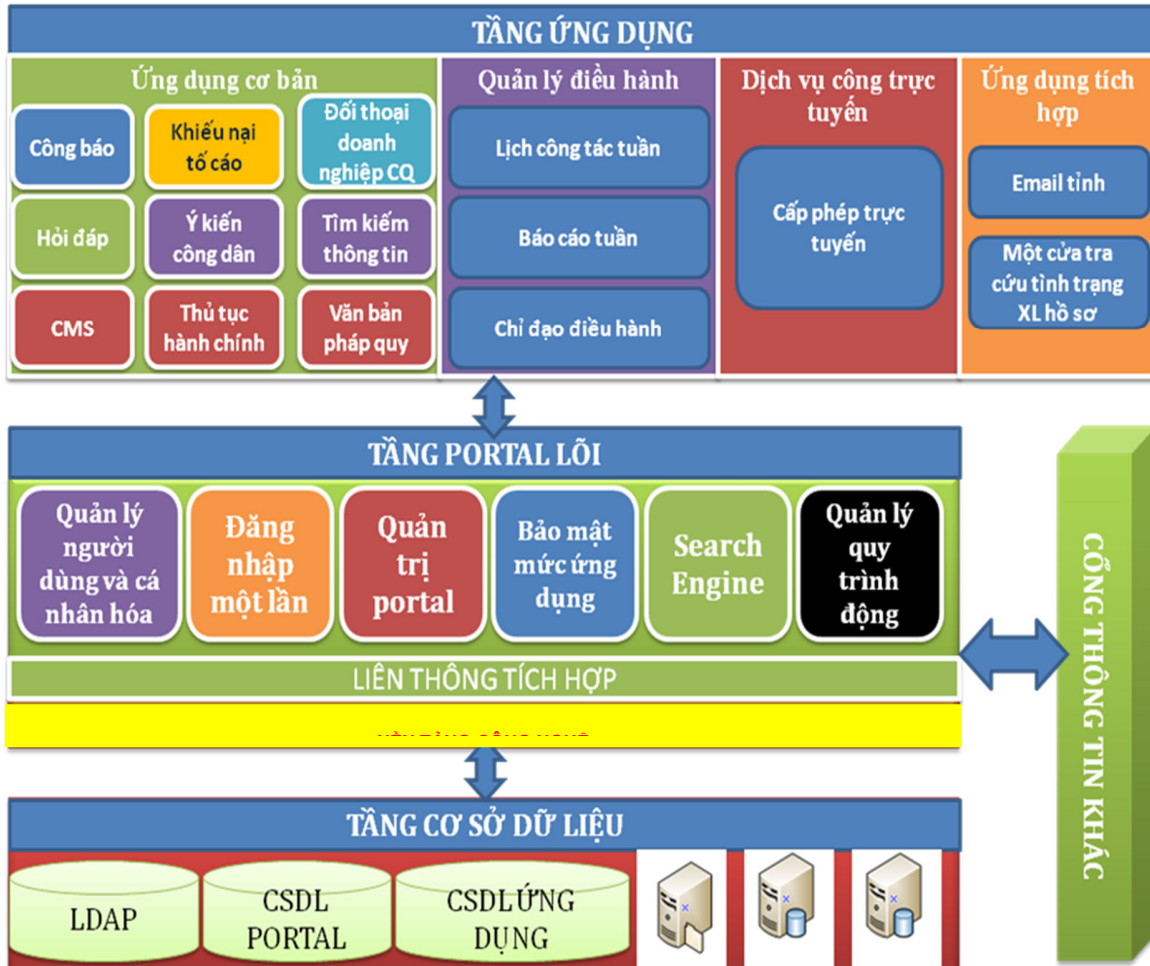 TẦNG ỨNG DỤNG
Ứng dụng cơ bản
Công báo
Khiếu nại
tố cáo
Đối thoại
doanh
nghiệp CQ
Hỏi đáp
Ý kiến
công dân
Tìm kiếm
thông tin
CMS
Thủ tục
hành chính
Văn bản
pháp quy
Quản lý điều hành
Lịch công tác tuần
Báo cáo tuần
Chỉ đạo điều hành
Dịch vụ công trực
tuyến
Cấp phép trực
tuyến
Ứng dụng tích
hợp
Email tỉnh
Một cửa tra
cứu tình trạng
XL hồ sơ
TẦNG PORTAL LÕI
Quản lý
người
dùng và cá
nhân hóa
Đăng
nhập
một lần
Quản
trị
portal
Bảo mật
mức ứng
dụng
Search
Engine
Quản lý
quy
trình
động
LIÊN THÔNG TÍCH HỢP
TẦNG CƠ SỞ DỮ LIỆU
LDAP
CSDL
PORTAL
CSDL ỨNG
DỤNG
CỔNG THÔNG TIN KHÁC